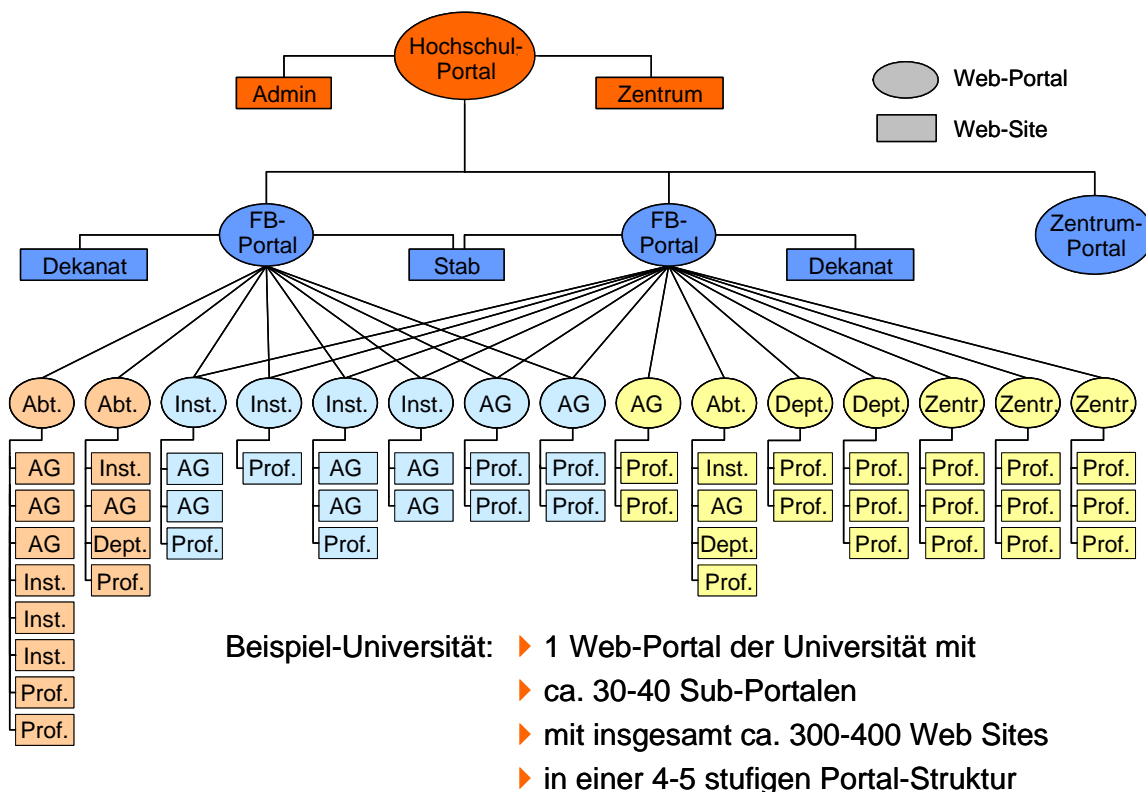 Hochschul-
Portal
Admin
Zentrum
Web-Portal
Web-Site
FB-
Portal
FB-
Portal
Zentrum-
Portal
Dekanat
Stab
Dekanat
Abt. Abt. Inst. Inst. Inst. Inst. AG AG AG Abt. Dept. Dept. Zentr. Zentr. Zentr.
AG Inst. AG Prof. AG AG Prof. Prof. Prof. Inst. Prof. Prof. Prof. Prof. Prof.
AG AG AG AG AG Prof. Prof. Prof. AG Prof. Prof. Prof. Prof. Prof.
AG Dept. Prof. Prof. Dept. Prof. Prof. Prof. Prof.
Inst. Prof. Prof.
Inst.
Inst.
Prof.
Prof.
Beispiel-Universität: 1 Web-Portal der Universität mit
ca. 30-40 Sub-Portalen
mit insgesamt ca. 300-400 Web Sites
in einer 4-5 stufigen Portal-Struktur